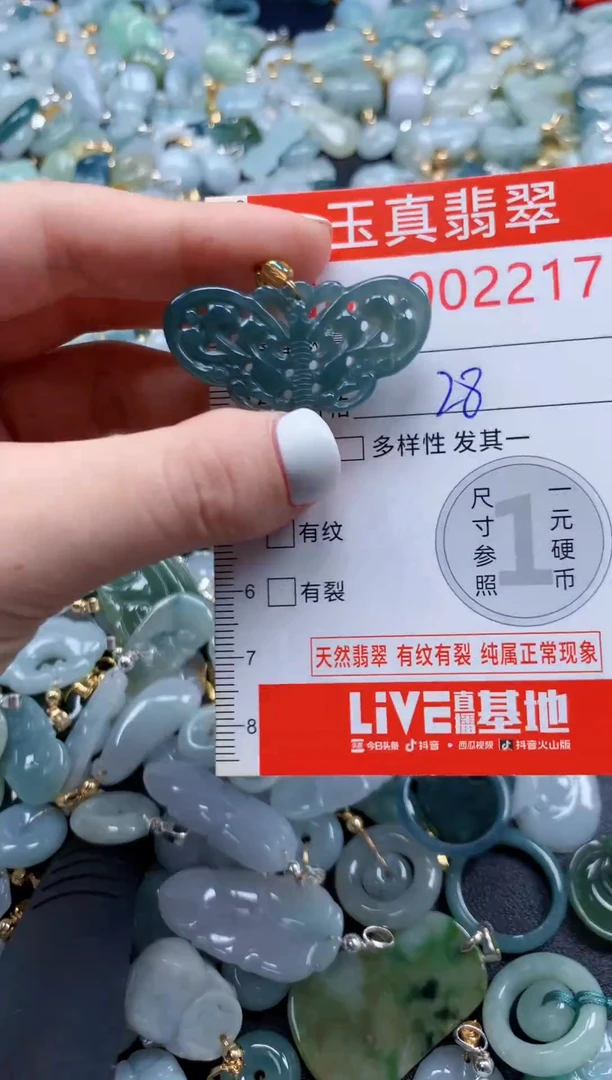 玉真翡翠
002217
28
多样性 发其一
尺寸参照
1
一元硬币
有纹
6
有裂
7
天然翡翠 有纹有裂 纯属正常现象
8
LIVE直播基地
今日头条 抖音 • 西瓜视频 抖音火山版